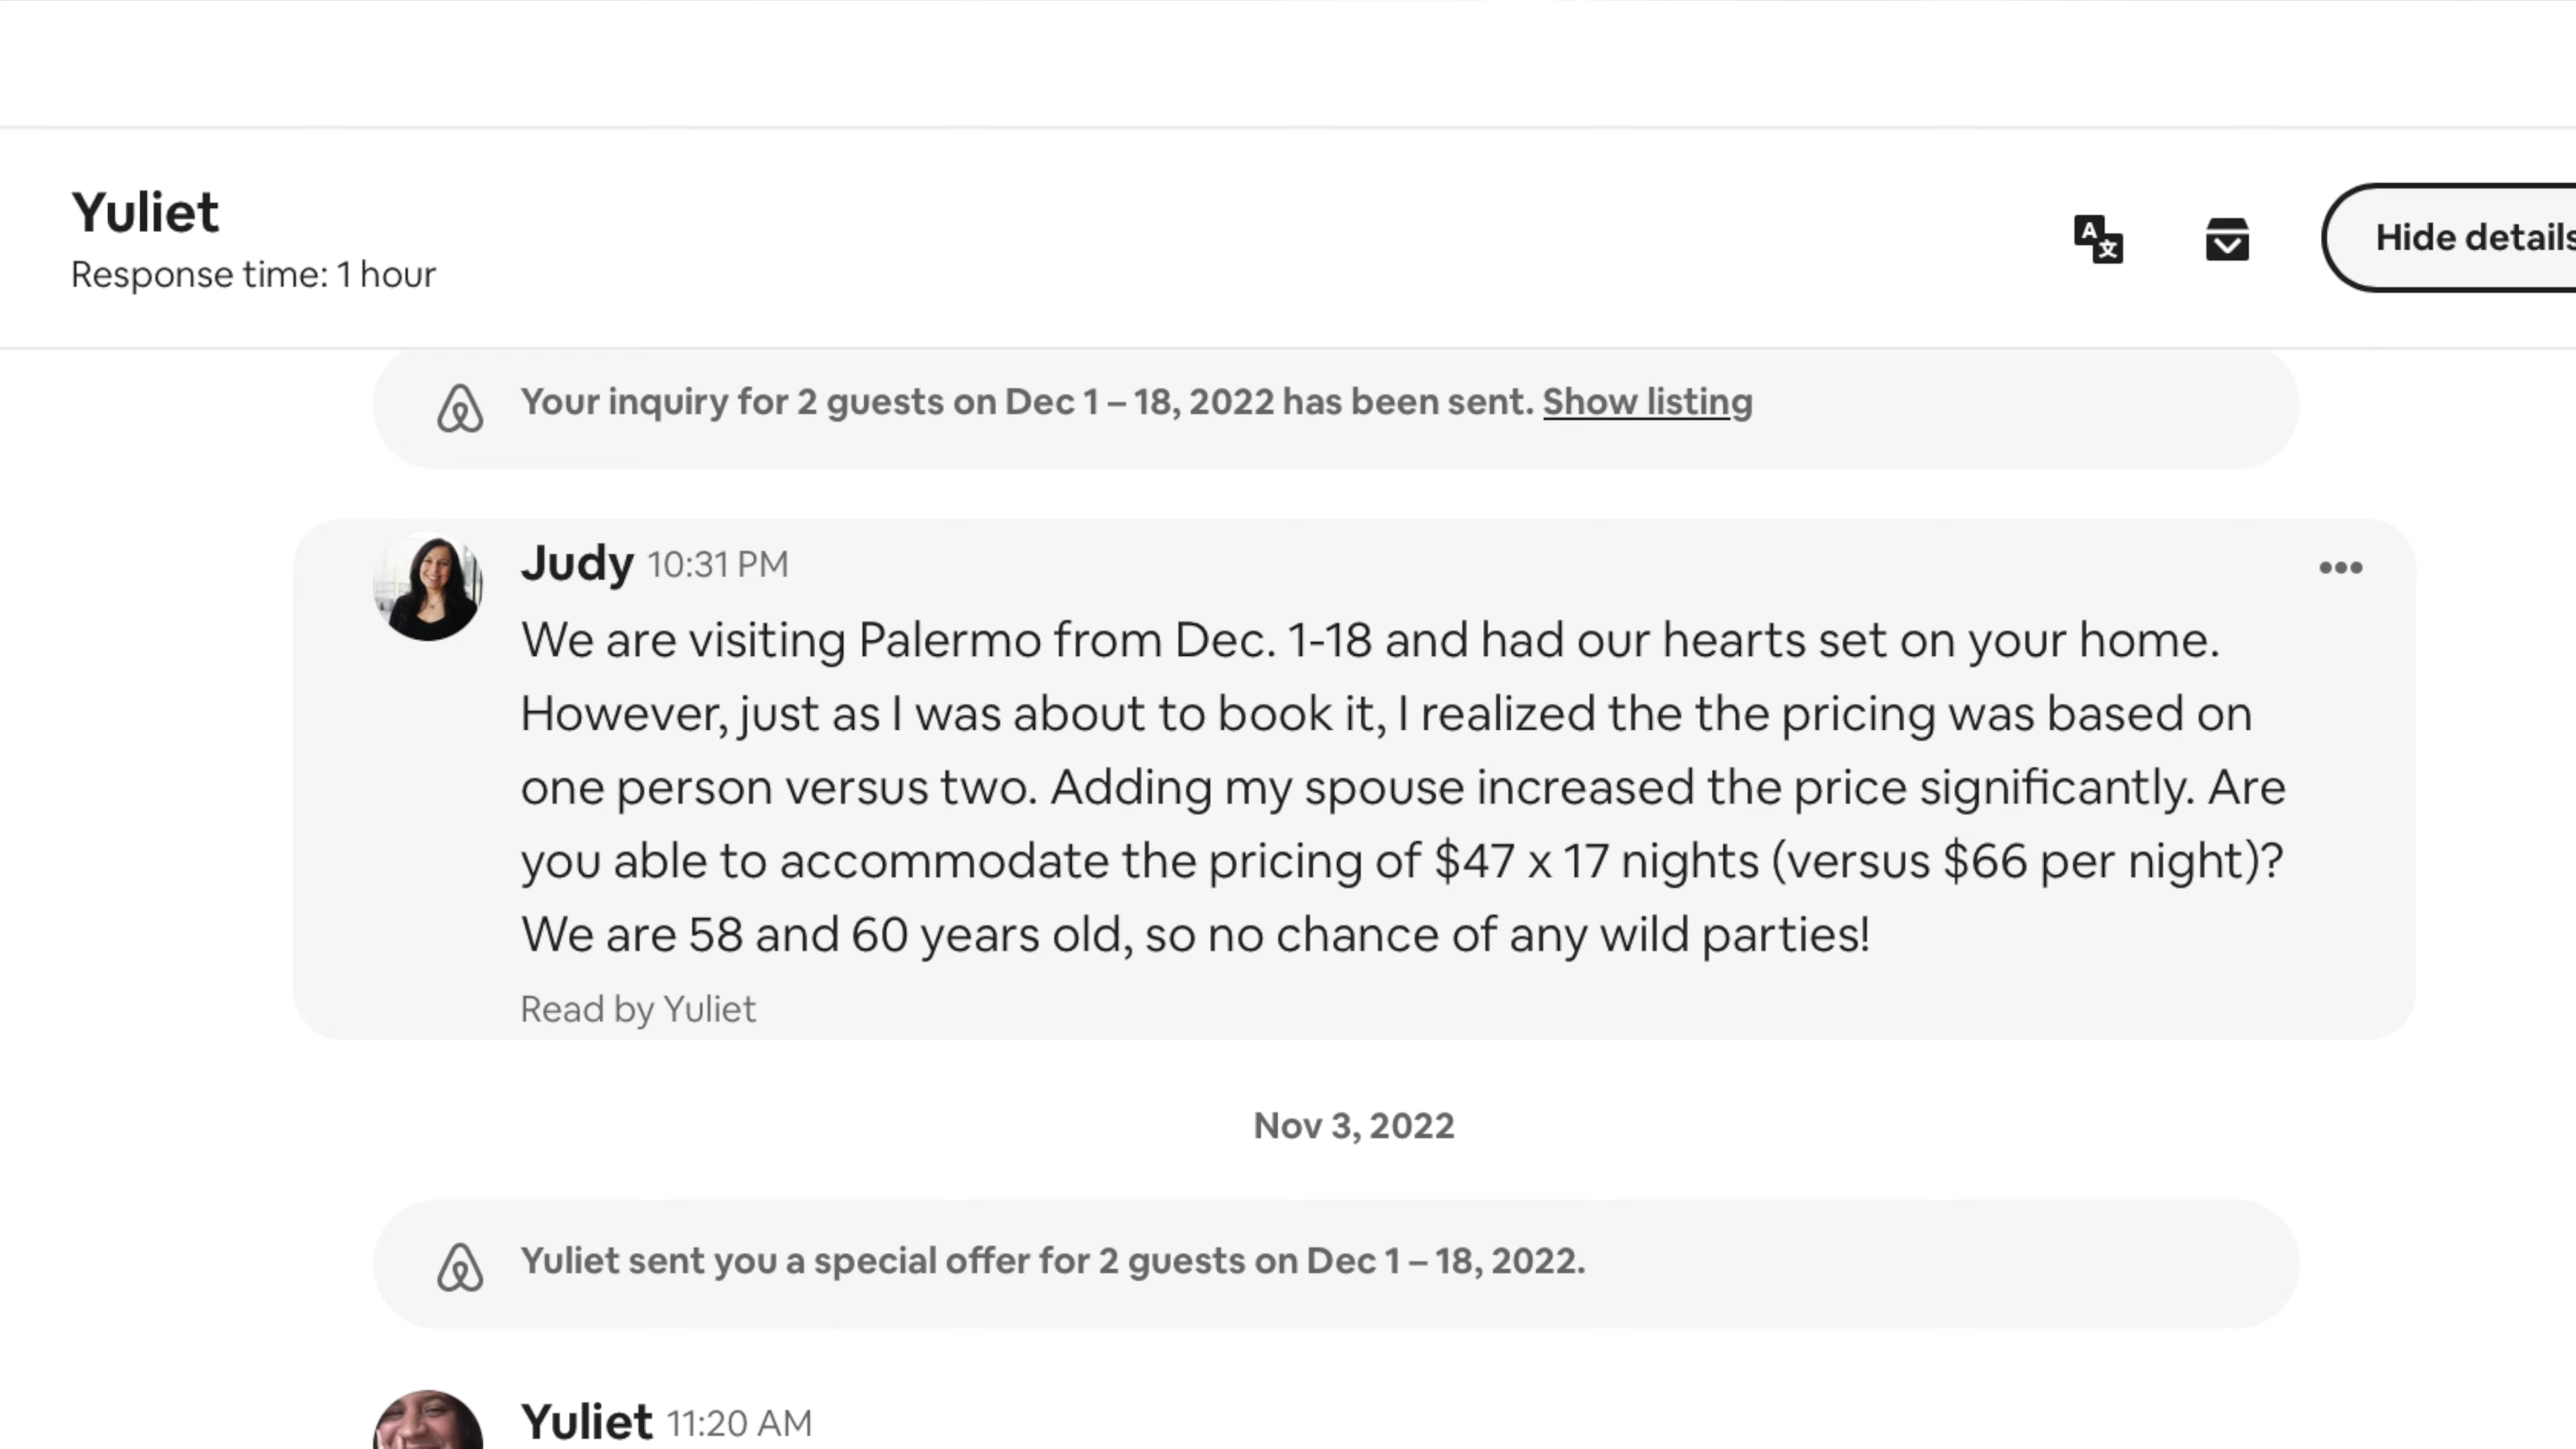 Yuliet
Response time: 1 hour
Hide details
Your inquiry for 2 guests on Dec 1 – 18, 2022 has been sent. Show listing
Judy 10:31 PM
We are visiting Palermo from Dec. 1-18 and had our hearts set on your home.
However, just as I was about to book it, I realized the the pricing was based on
one person versus two. Adding my spouse increased the price significantly. Are
you able to accommodate the pricing of $47 x 17 nights (versus $66 per night)?
We are 58 and 60 years old, so no chance of any wild parties!
Read by Yuliet
Nov 3, 2022
Yuliet sent you a special offer for 2 guests on Dec 1 – 18, 2022.
Yuliet 11:20 AM